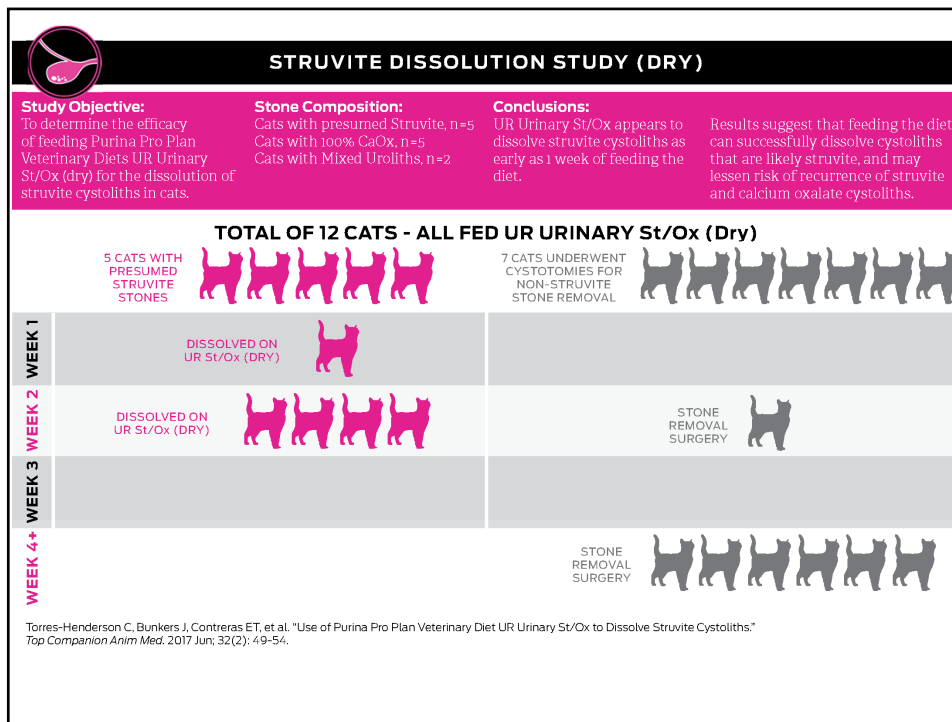 STRUVITE DISSOLUTION STUDY (DRY)
Study Objective:
To determine the efficacy
of feeding Purina Pro Plan
Veterinary Diets UR Urinary
St/Ox (dry) for the dissolution of
struvite cystoliths in cats.
Stone Composition:
Cats with presumed Struvite, n=5
Cats with 100% CaOx, n=5
Cats with Mixed Uroliths, n=2
Conclusions:
UR Urinary St/Ox appears to
dissolve struvite cystoliths as
early as 1 week of feeding the
diet.
Results suggest that feeding the diet
can successfully dissolve cystoliths
that are likely struvite, and may
lessen risk of recurrence of struvite
and calcium oxalate cystoliths.
TOTAL OF 12 CATS - ALL FED UR URINARY St/Ox (Dry)
5 CATS WITH
PRESUMED
STRUVITE
STONES
7 CATS UNDERWENT
CYSTOTOMIES FOR
NON-STRUVITE
STONE REMOVAL
WEEK 1
DISSOLVED ON
UR St/Ox (DRY)
WEEK 2
DISSOLVED ON
UR St/Ox (DRY)
STONE
REMOVAL
SURGERY
WEEK 3
WEEK 4+
STONE
REMOVAL
SURGERY
Torres-Henderson C, Bunkers J, Contreras ET, et al. "Use of Purina Pro Plan Veterinary Diet UR Urinary St/Ox to Dissolve Struvite Cystoliths."
Top Companion Anim Med. 2017 Jun; 32(2): 49-54.